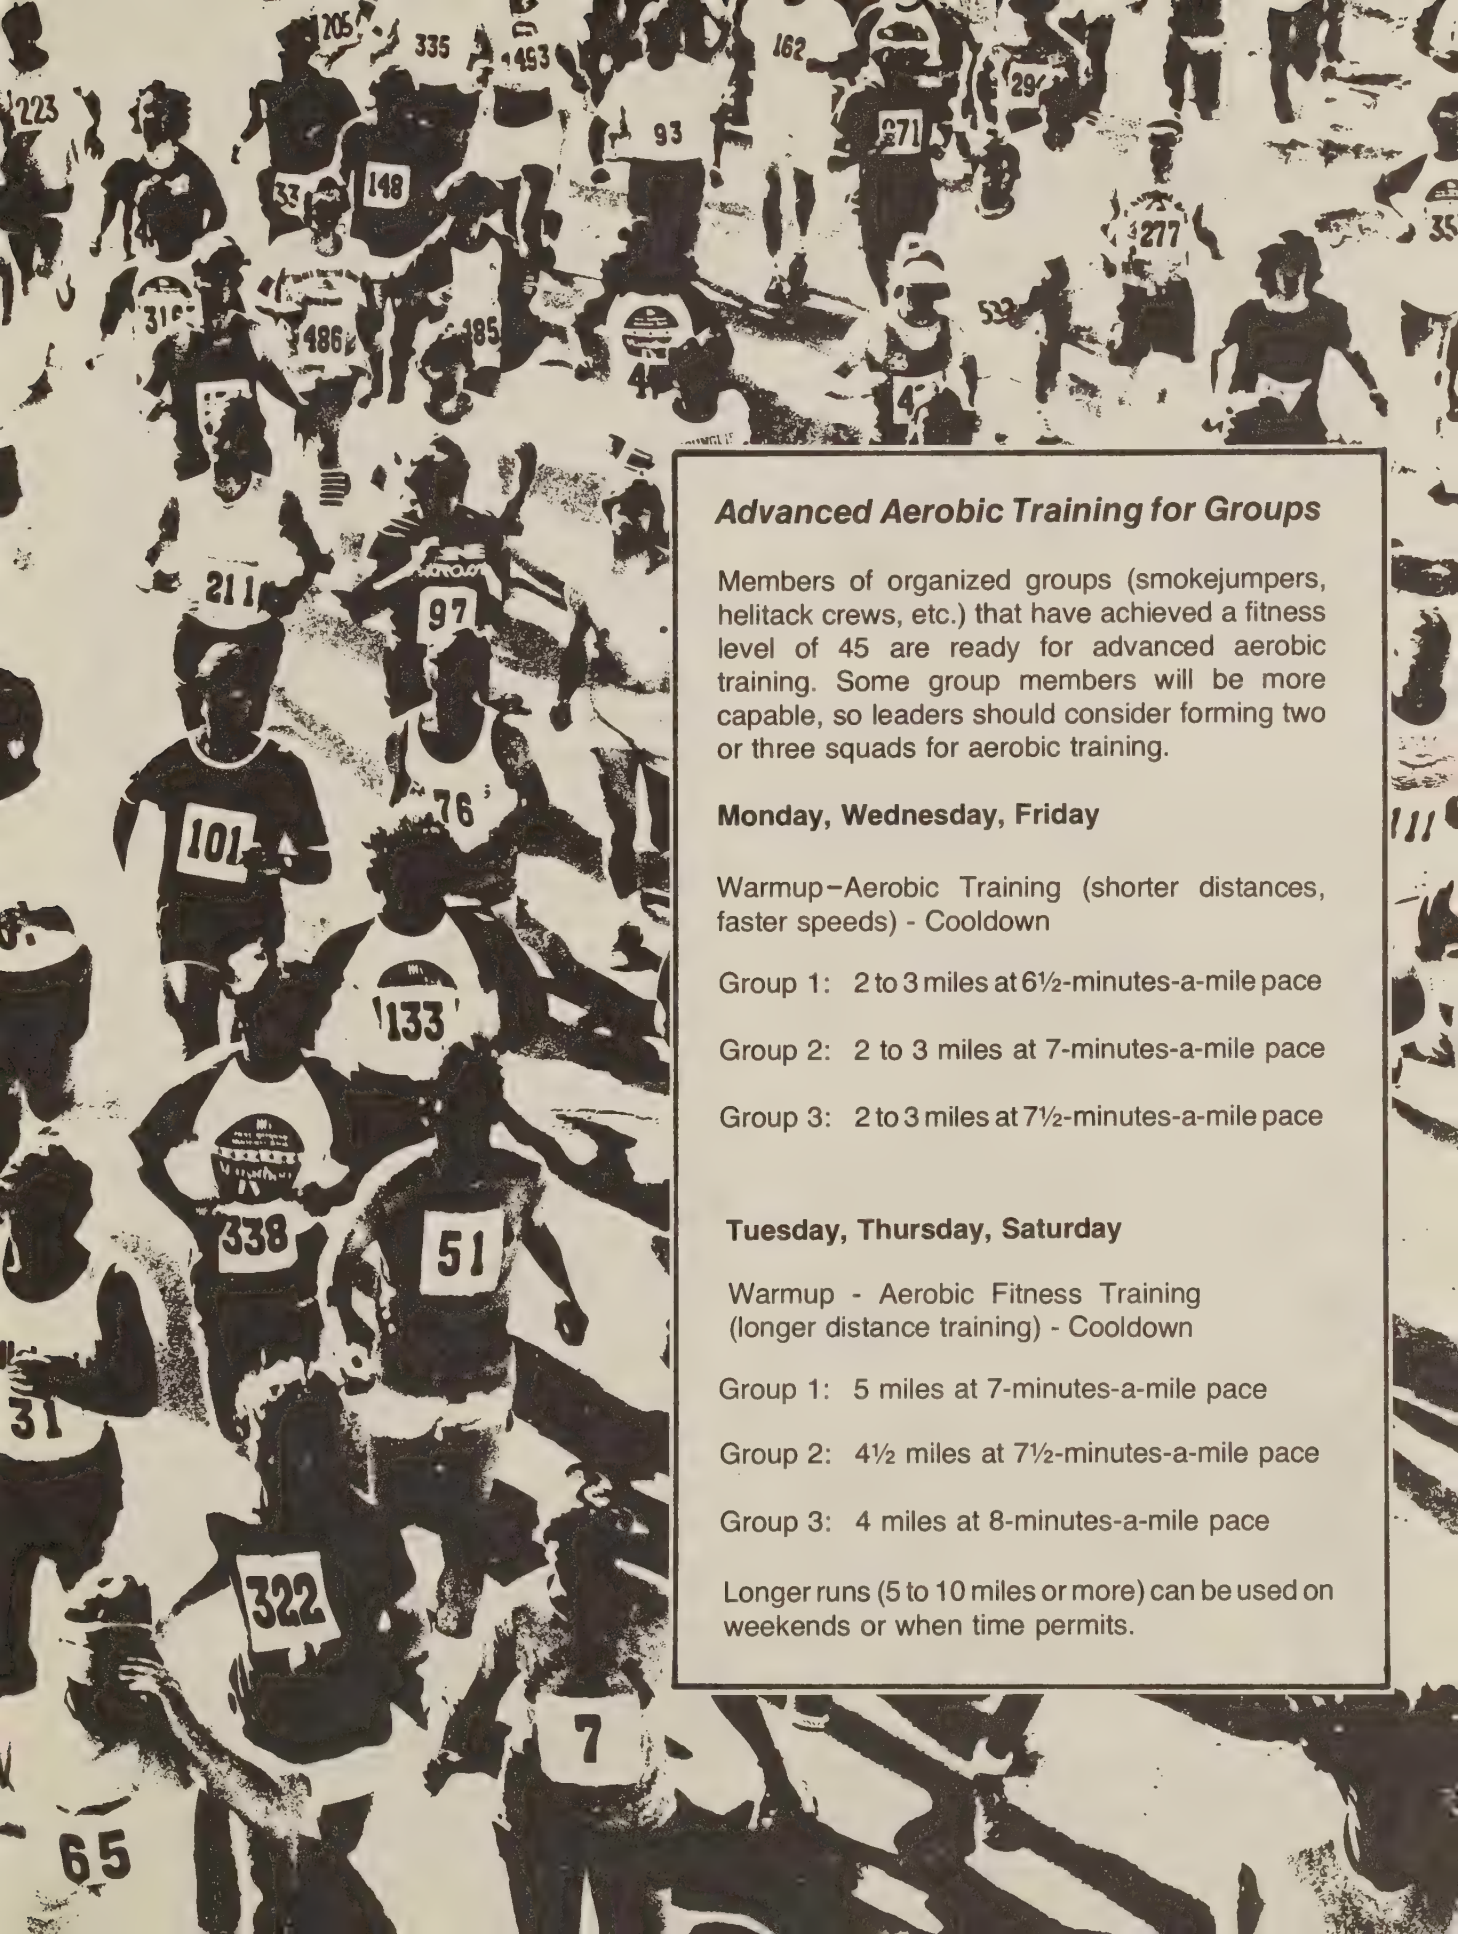 205
335
493
162
294
223
93
271
33
148
277
35
316
486
485
532
4
4
211
97
76
101
111
133
338
51
31
322
7
65
Advanced Aerobic Training for Groups
Members of organized groups (smokejumpers,
helitack crews, etc.) that have achieved a fitness
level of 45 are ready for advanced aerobic
training. Some group members will be more
capable, so leaders should consider forming two
or three squads for aerobic training.
Monday, Wednesday, Friday
Warmup–Aerobic Training (shorter distances,
faster speeds) - Cooldown
Group 1: 2 to 3 miles at 6½-minutes-a-mile pace
Group 2: 2 to 3 miles at 7-minutes-a-mile pace
Group 3: 2 to 3 miles at 7½-minutes-a-mile pace
Tuesday, Thursday, Saturday
Warmup - Aerobic Fitness Training
(longer distance training) - Cooldown
Group 1: 5 miles at 7-minutes-a-mile pace
Group 2: 4½ miles at 7½-minutes-a-mile pace
Group 3: 4 miles at 8-minutes-a-mile pace
Longer runs (5 to 10 miles or more) can be used on
weekends or when time permits.